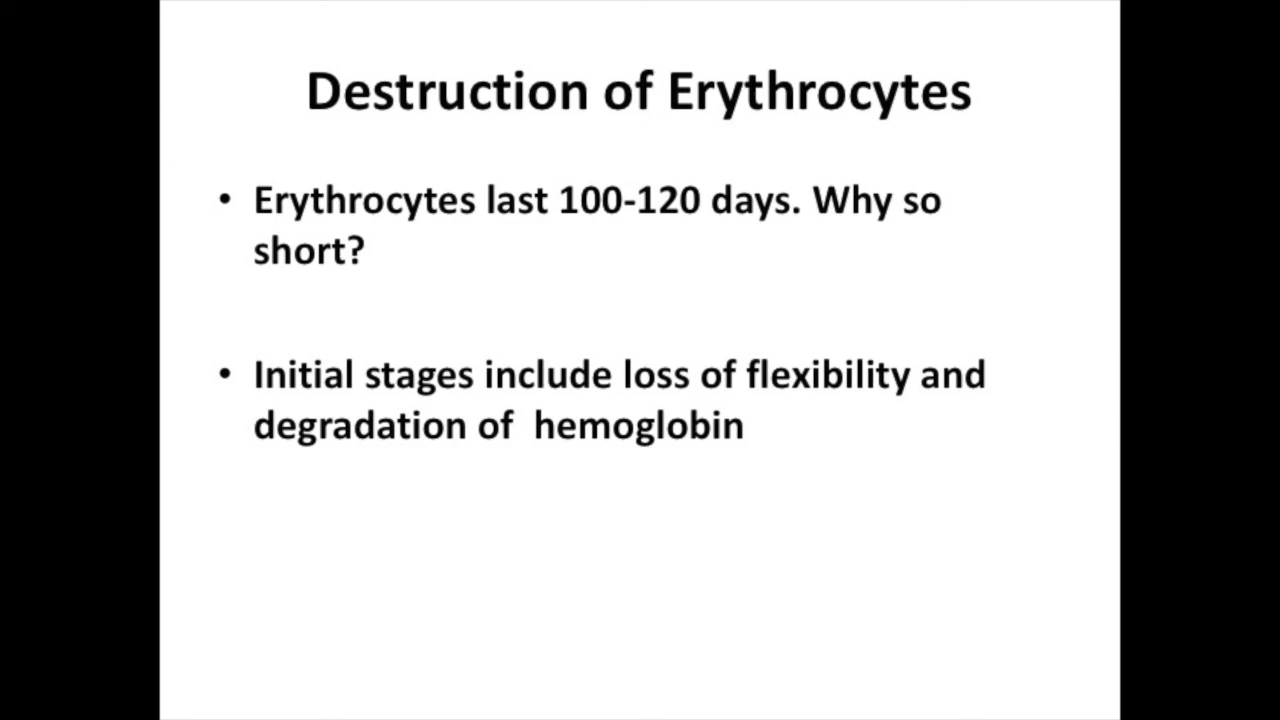 Destruction of Erythrocytes
• Erythrocytes last 100-120 days. Why so
short?
• Initial stages include loss of flexibility and
degradation of  hemoglobin